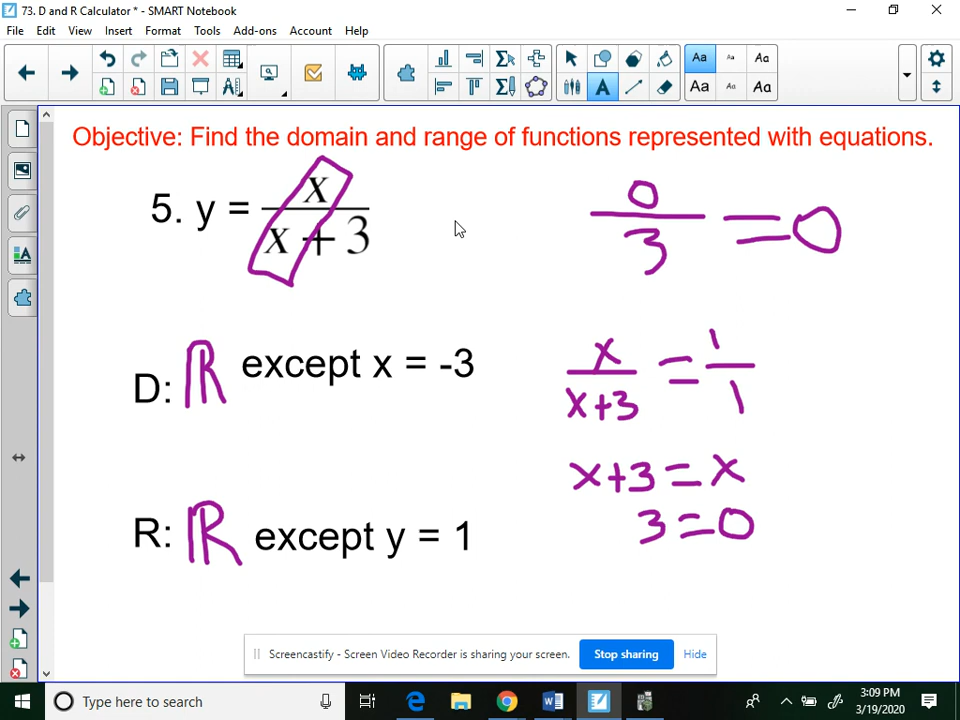 73. D and R Calculator * - SMART Notebook
File Edit View Insert Format Tools Add-ons Account Help
Aa Aa Aa
Aa Aa Aa
Objective: Find the domain and range of functions represented with equations.
5. y = x / x + 3
0 / 3 = 0
D: ℝ except x = -3
x / x+3 = 1 / 1
x+3 = x
3 = 0
R: ℝ except y = 1
Screencastify - Screen Video Recorder is sharing your screen. Stop sharing Hide
Type here to search
3:09 PM
3/19/2020